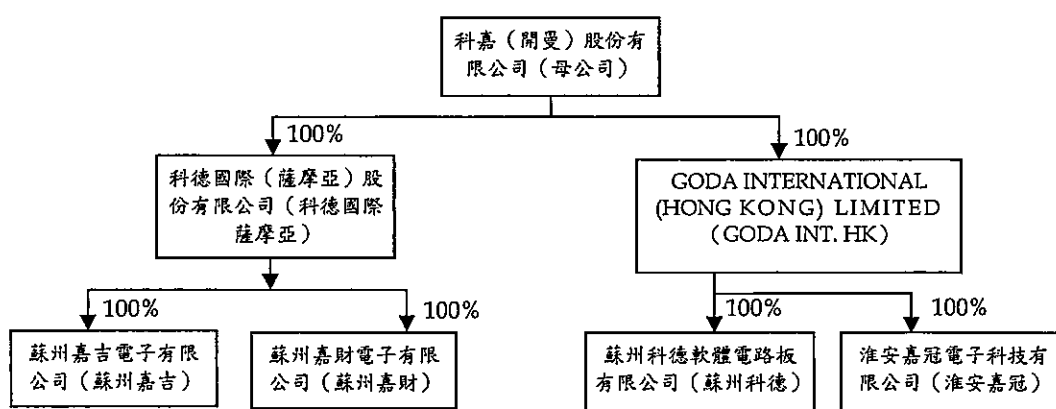 科嘉（開曼）股份有
限公司（母公司）
100%
100%
科德國際（薩摩亞）股
份有限公司（科德國際
薩摩亞）
GODA INTERNATIONAL
(HONG KONG) LIMITED
(GODA INT. HK)
100%
100%
100%
100%
蘇州嘉吉電子有限
公司（蘇州嘉吉）
蘇州嘉財電子有限
公司（蘇州嘉財）
蘇州科德軟體電路板
有限公司（蘇州科德）
淮安嘉冠電子科技有
限公司（淮安嘉冠）